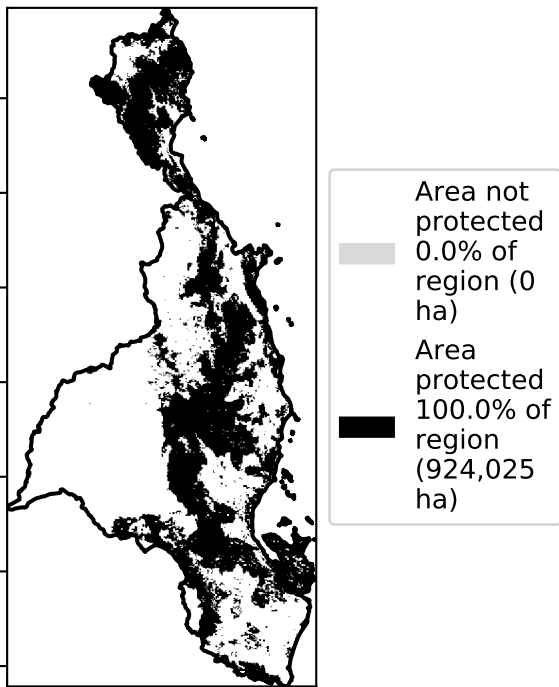 Area not
protected
0.0% of
region (0
ha)
Area
protected
100.0% of
region
(924,025
ha)